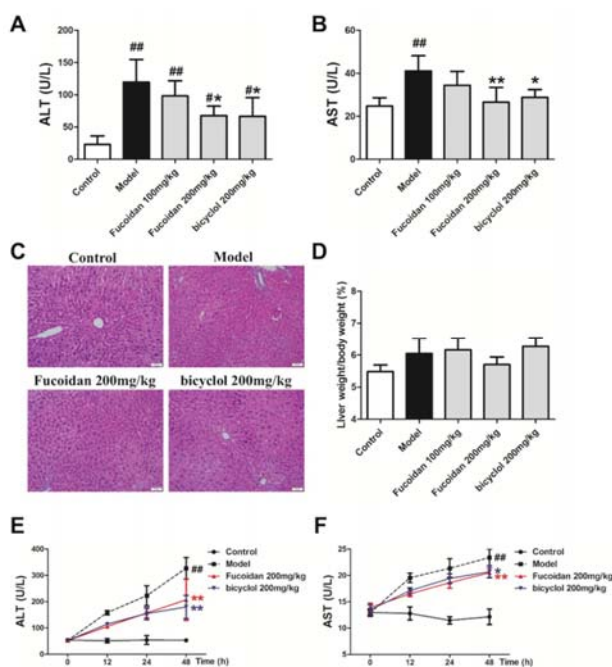 A
ALT (U/L)
200
150
100
50
0
##
##
#*
#*
Control
Model
Fucoidan 100mg/kg
Fucoidan 200mg/kg
bicyclol 200mg/kg
B
AST (U/L)
60
40
20
0
##
**
*
Control
Model
Fucoidan 100mg/kg
Fucoidan 200mg/kg
bicyclol 200mg/kg
C
Control
Model
Fucoidan 200mg/kg
bicyclol 200mg/kg
D
Liver weight/body weight (%)
8
7
6
5
4
Control
Model
Fucoidan 100mg/kg
Fucoidan 200mg/kg
bicyclol 200mg/kg
E
ALT (U/L)
400
300
200
100
0
0
12
24
48
Time (h)
##
**
**
Control
Model
Fucoidan 200mg/kg
bicyclol 200mg/kg
F
AST (U/L)
25
20
15
10
5
0
12
24
48
Time (h)
##
*
**
Control
Model
Fucoidan 200mg/kg
bicyclol 200mg/kg